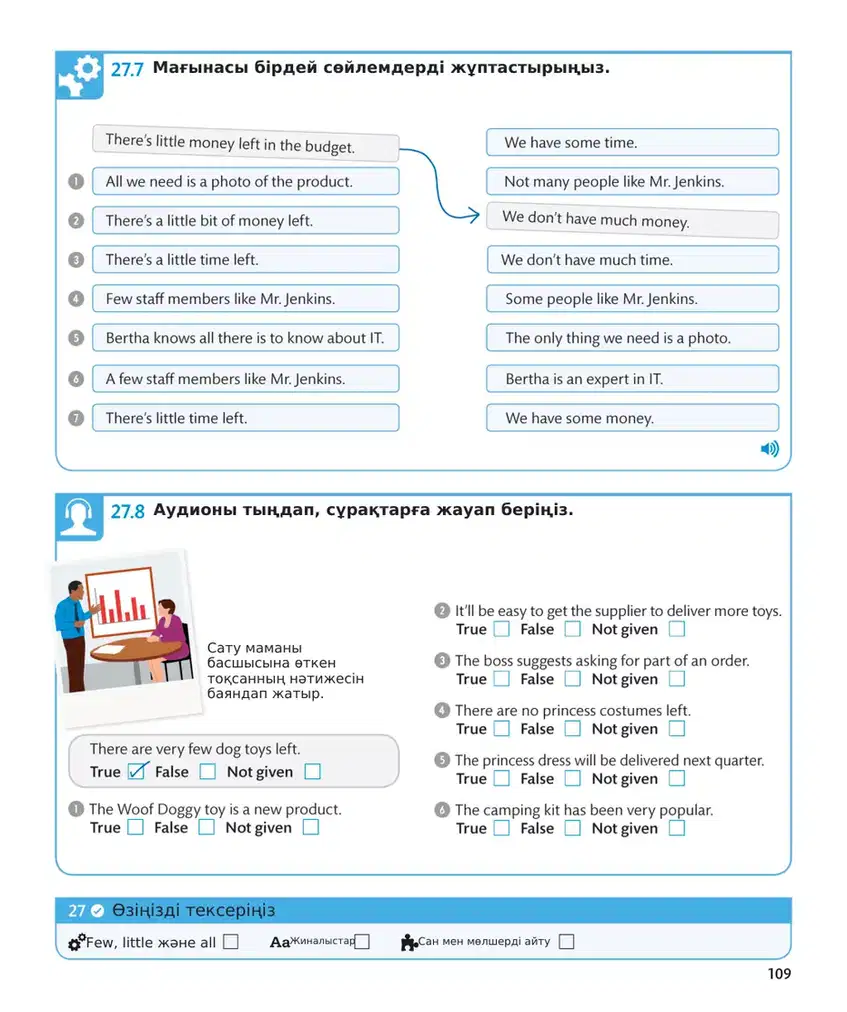 27.7 Мағынасы бірдей сөйлемдерді жұптастырыңыз.
There's little money left in the budget.
1 All we need is a photo of the product.
2 There's a little bit of money left.
3 There's a little time left.
4 Few staff members like Mr. Jenkins.
5 Bertha knows all there is to know about IT.
6 A few staff members like Mr. Jenkins.
7 There's little time left.
We have some time.
Not many people like Mr. Jenkins.
We don't have much money.
We don't have much time.
Some people like Mr. Jenkins.
The only thing we need is a photo.
Bertha is an expert in IT.
We have some money.
27.8 Аудионы тыңдап, сұрақтарға жауап беріңіз.
Сату маманы
басшысына өткен
тоқсанның нәтижесін
баяндап жатыр.
There are very few dog toys left.
True False Not given
1 The Woof Doggy toy is a new product.
True False Not given
2 It'll be easy to get the supplier to deliver more toys.
True False Not given
3 The boss suggests asking for part of an order.
True False Not given
4 There are no princess costumes left.
True False Not given
5 The princess dress will be delivered next quarter.
True False Not given
6 The camping kit has been very popular.
True False Not given
27 Өзіңізді тексеріңіз
Few, little және all Aa Жиналыстар Сан мен мөлшерді айту
109